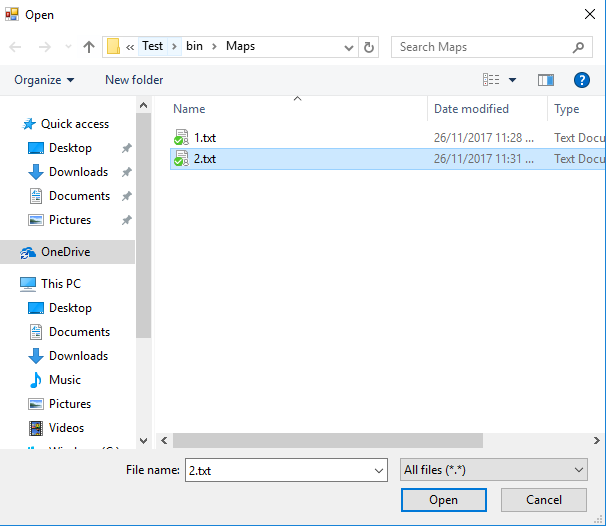 Open
« Test > bin > Maps
Search Maps
Organize
New folder
Name
Date modified
Type
1.txt
26/11/2017 11:28 ...
Text Docu
2.txt
26/11/2017 11:31 ...
Text Docu
Quick access
Desktop
Downloads
Documents
Pictures
OneDrive
This PC
Desktop
Documents
Downloads
Music
Pictures
Videos
File name:
2.txt
All files (*.*)
Open
Cancel